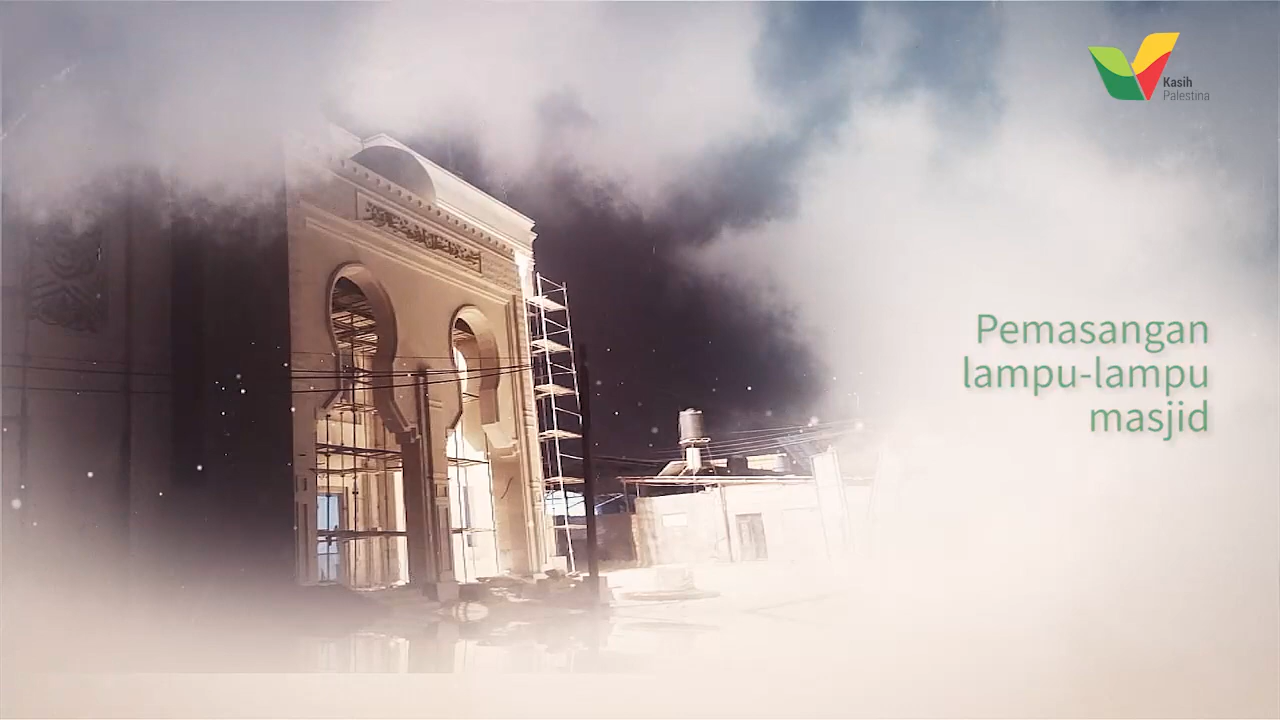 Kasih
Palestina
Pemasangan
lampu-lampu
masjid